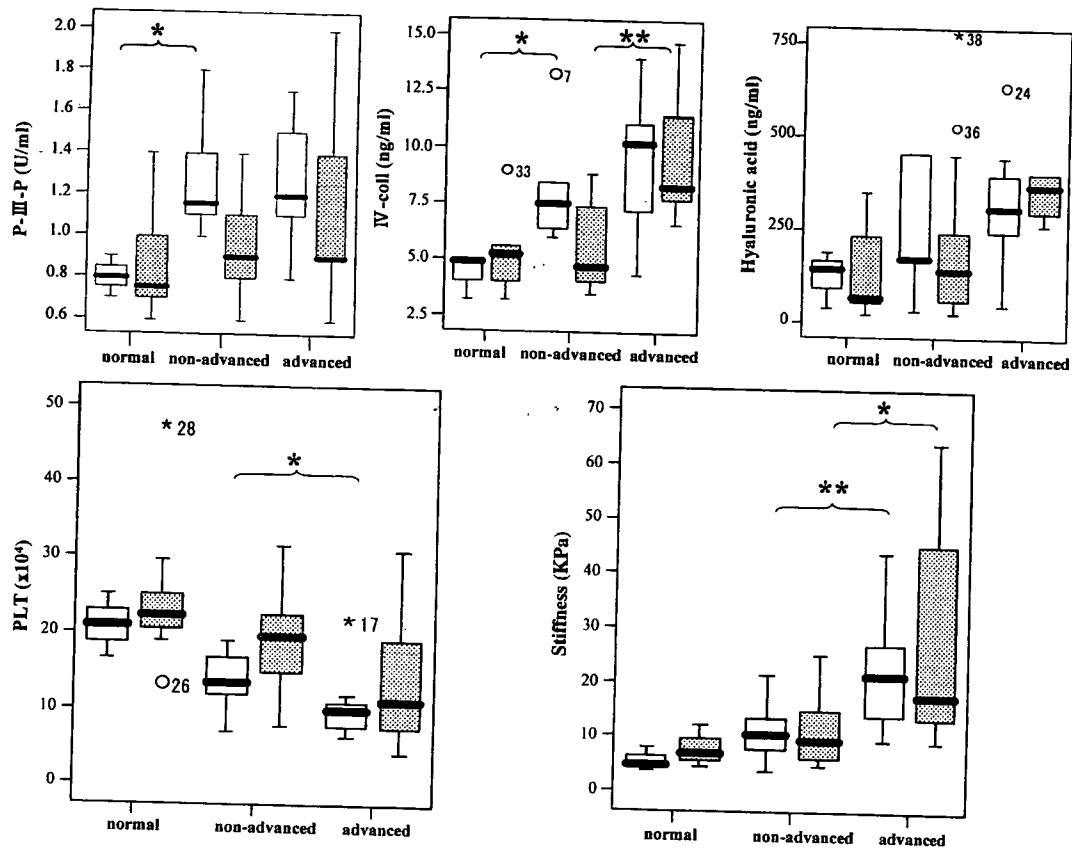 P-III-P (U/ml)
2.0
1.8
1.6
1.4
1.2
1.0
0.8
0.6
*
normal
non-advanced
advanced
IV-coll (ng/ml)
15.0
12.5
10.0
7.5
5.0
2.5
*
**
7
33
normal
non-advanced
advanced
Hyaluronic acid (ng/ml)
750
500
250
0
*38
36
24
normal
non-advanced
advanced
PLT (x10⁴)
50
40
30
20
10
0
*28
*
26
*17
normal
non-advanced
advanced
Stiffness (KPa)
70
60
50
40
30
20
10
0
*
**
normal
non-advanced
advanced